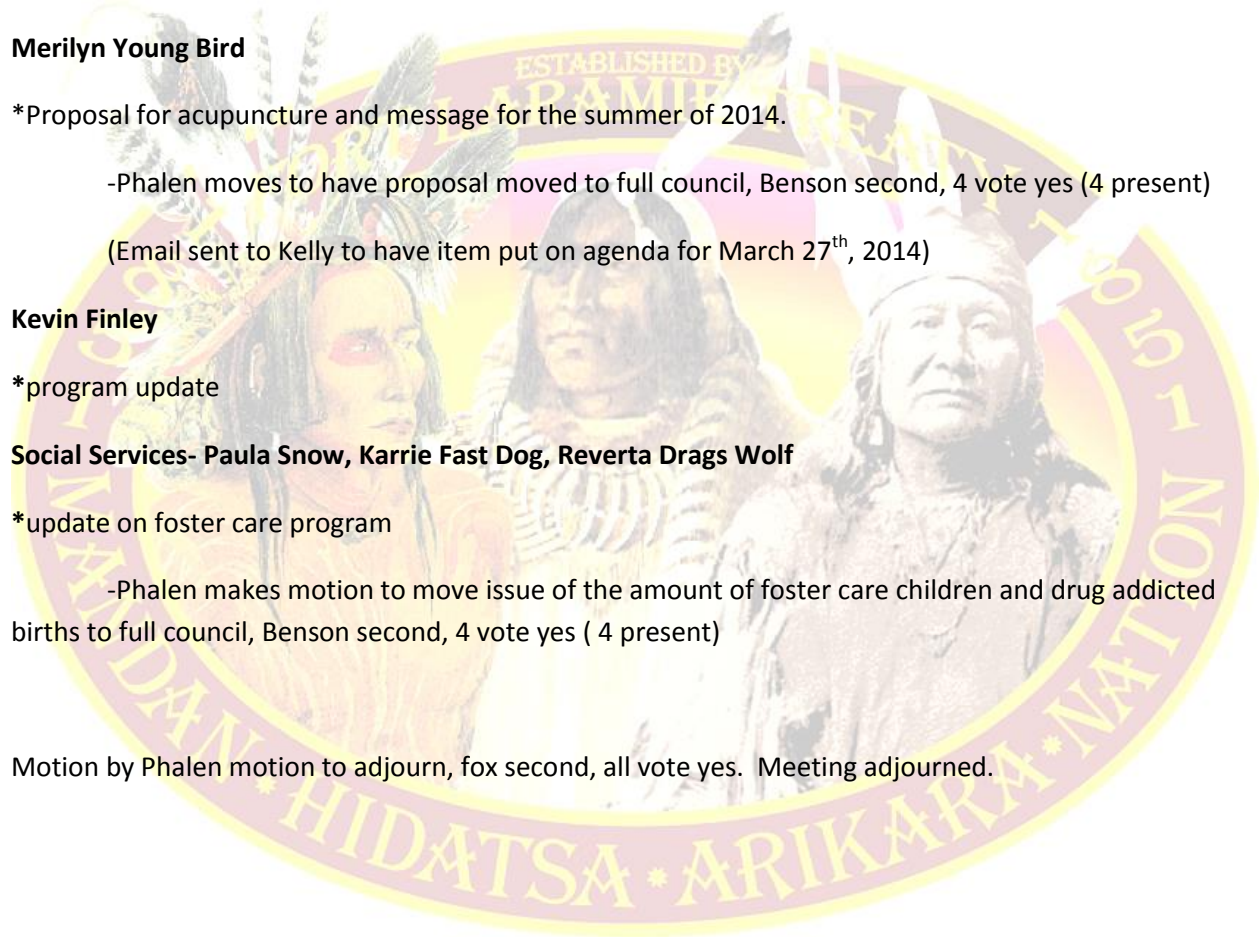 Merilyn Young Bird
*Proposal for acupuncture and message for the summer of 2014.
-Phalen moves to have proposal moved to full council, Benson second, 4 vote yes (4 present)
(Email sent to Kelly to have item put on agenda for March 27th, 2014)
Kevin Finley
*program update
Social Services- Paula Snow, Karrie Fast Dog, Reverta Drags Wolf
*update on foster care program
-Phalen makes motion to move issue of the amount of foster care children and drug addicted
births to full council, Benson second, 4 vote yes ( 4 present)
Motion by Phalen motion to adjourn, fox second, all vote yes.  Meeting adjourned.
ESTABLISHED BY
FORT LARAMIE TREATY 1851
MANDAN • HIDATSA • ARIKARA • NATION